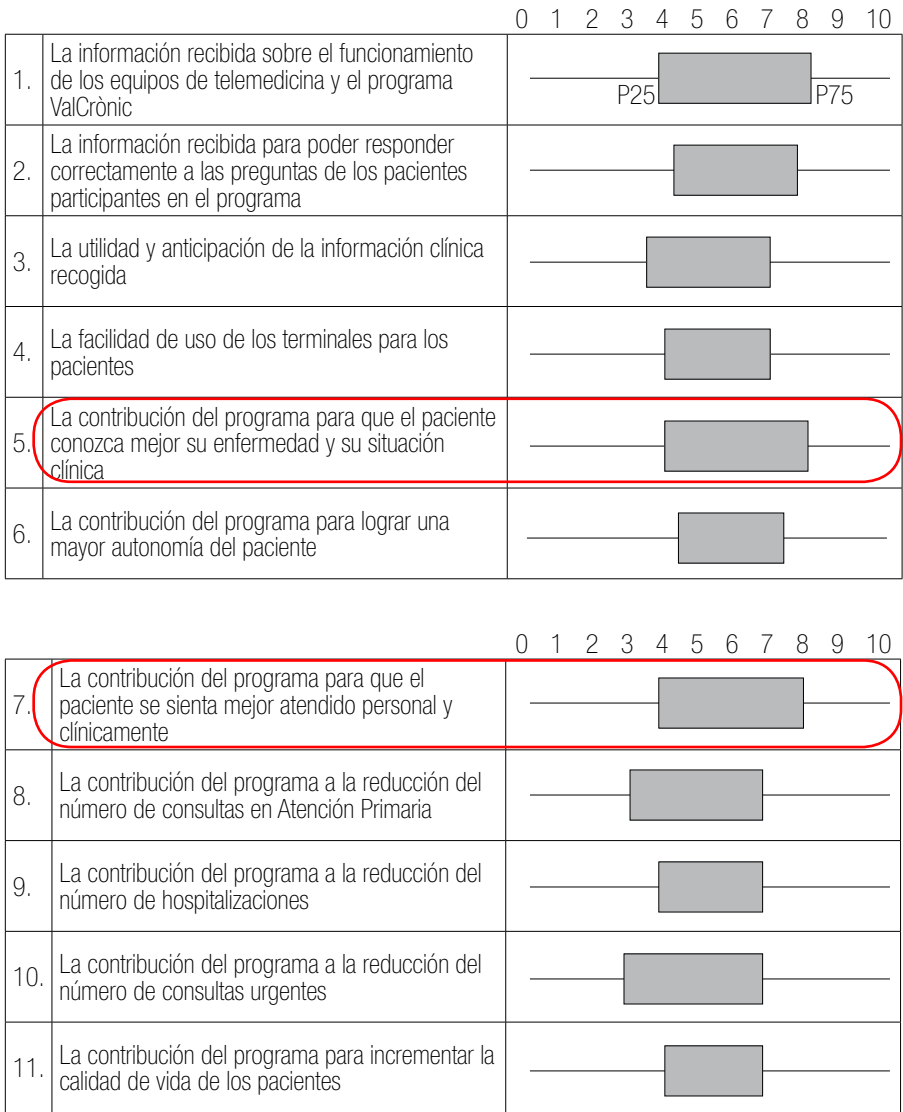 0 1 2 3 4 5 6 7 8 9 10
1. La información recibida sobre el funcionamiento
de los equipos de telemedicina y el programa
ValCrònic
P25 P75
2. La información recibida para poder responder
correctamente a las preguntas de los pacientes
participantes en el programa
3. La utilidad y anticipación de la información clínica
recogida
4. La facilidad de uso de los terminales para los
pacientes
5. La contribución del programa para que el paciente
conozca mejor su enfermedad y su situación
clínica
6. La contribución del programa para lograr una
mayor autonomía del paciente
0 1 2 3 4 5 6 7 8 9 10
7. La contribución del programa para que el
paciente se sienta mejor atendido personal y
clínicamente
8. La contribución del programa a la reducción del
número de consultas en Atención Primaria
9. La contribución del programa a la reducción del
número de hospitalizaciones
10. La contribución del programa a la reducción del
número de consultas urgentes
11. La contribución del programa para incrementar la
calidad de vida de los pacientes